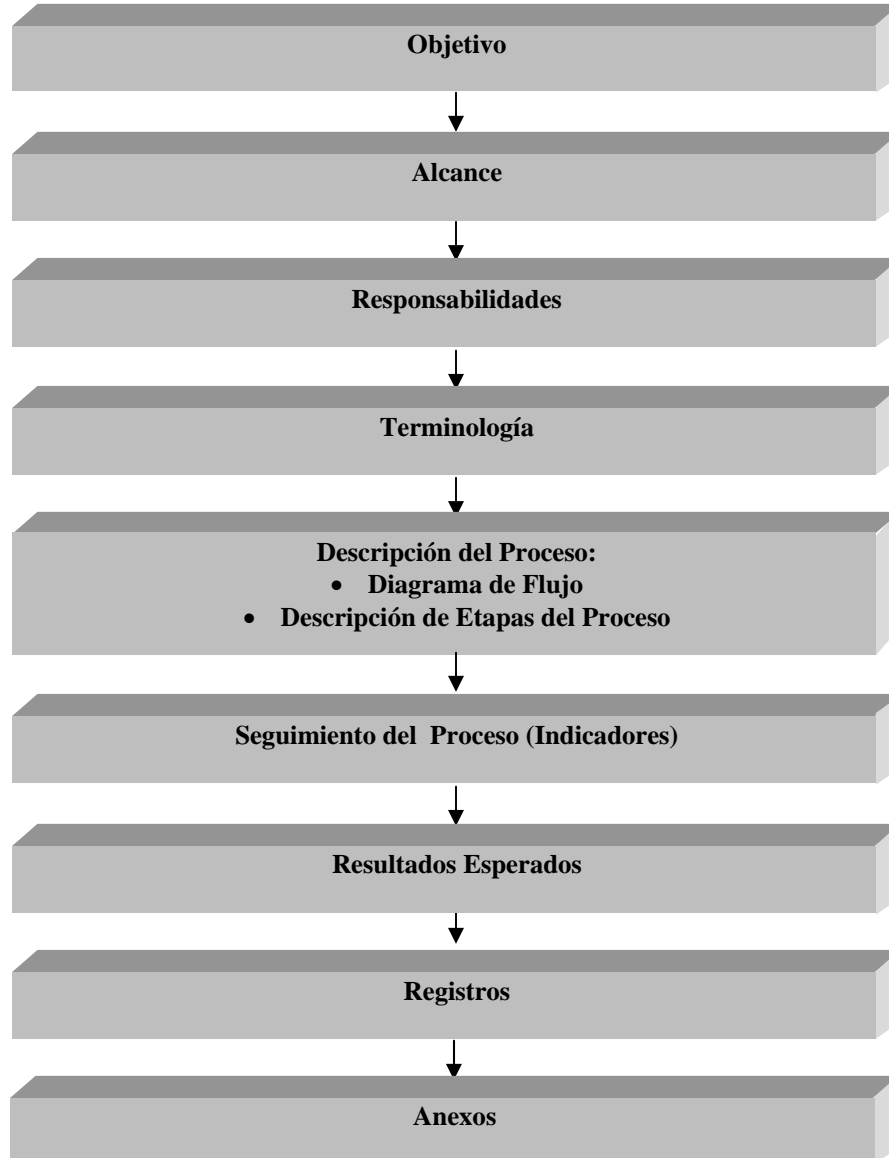 Objetivo
Alcance
Responsabilidades
Terminología
Descripción del Proceso:
• Diagrama de Flujo
• Descripción de Etapas del Proceso
Seguimiento del Proceso (Indicadores)
Resultados Esperados
Registros
Anexos